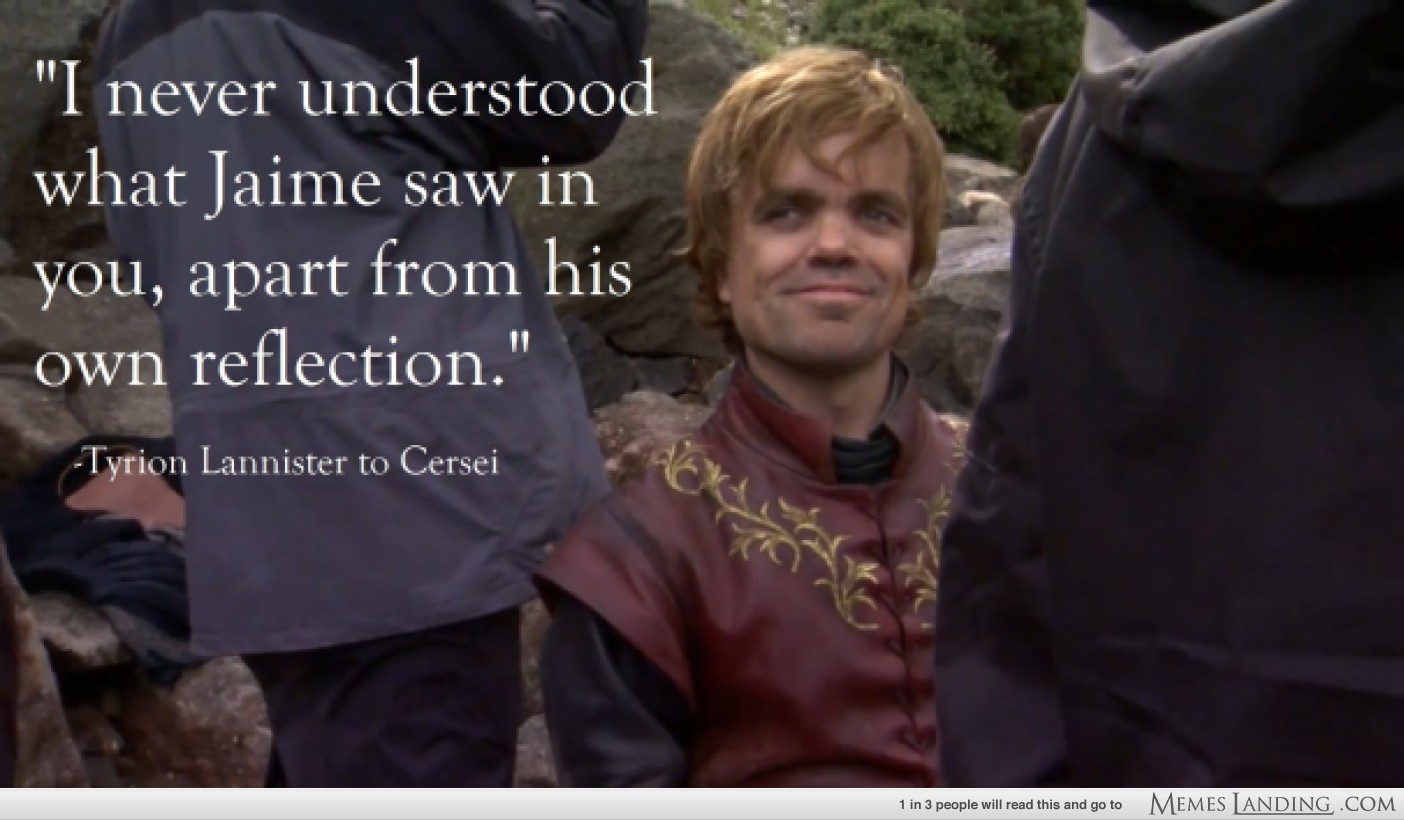 "I never understood
what Jaime saw in
you, apart from his
own reflection."
-Tyrion Lannister to Cersei
1 in 3 people will read this and go to MEMES LANDING .COM